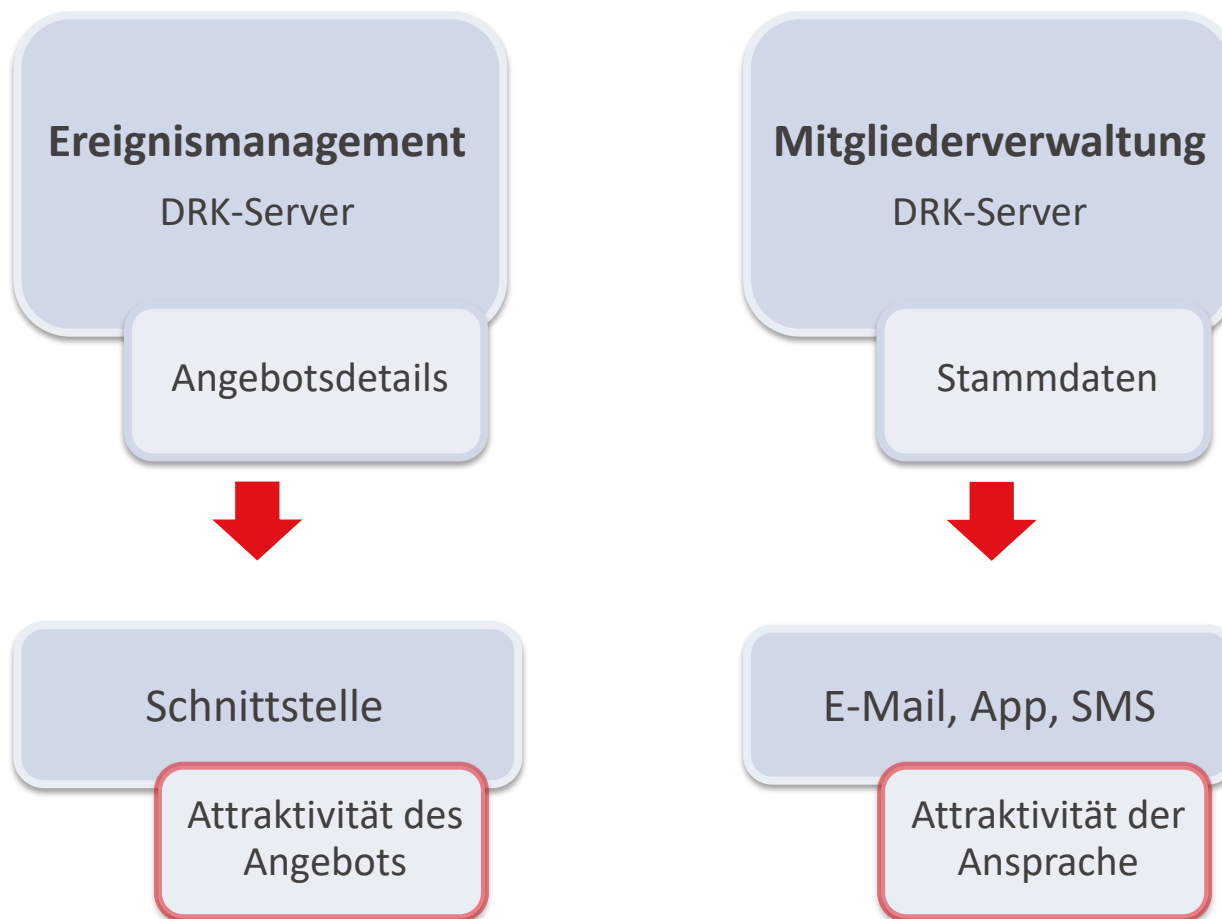 Ereignismanagement
DRK-Server
Angebotsdetails
Schnittstelle
Attraktivität des
Angebots
Mitgliederverwaltung
DRK-Server
Stammdaten
E-Mail, App, SMS
Attraktivität der
Ansprache